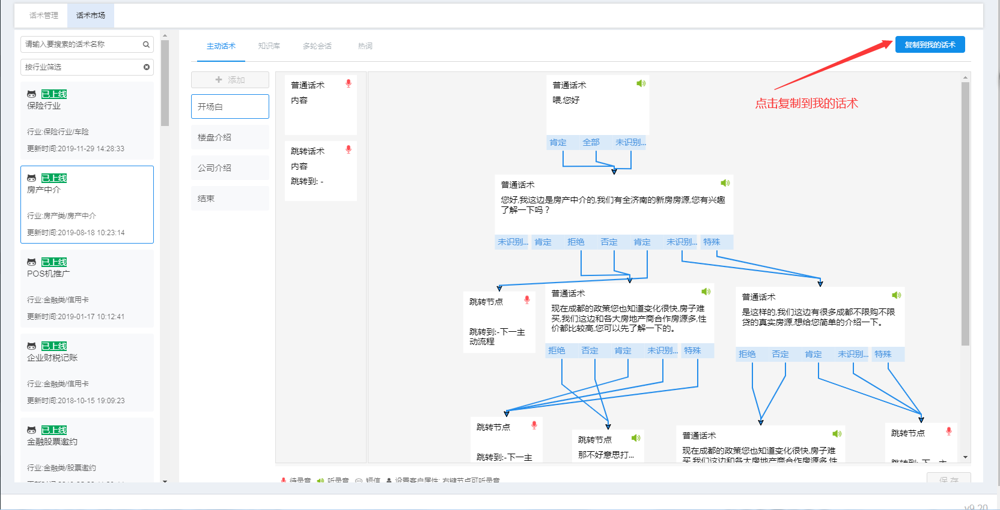 话术管理
话术市场
请输入要搜索的话术名称
按行业筛选
已上线
保险行业
行业:保险行业/车险
更新时间:2019-11-29 14:28:33
已上线
房产中介
行业:房产类/房产中介
更新时间:2019-08-18 10:23:14
已上线
POS机推广
行业:金融类/信用卡
更新时间:2019-01-17 10:12:41
已上线
企业财税记账
行业:金融类/信用卡
更新时间:2018-10-15 19:09:23
已上线
金融股票邀约
行业:金融类/股票邀约
主动话术
知识库
多轮会话
热词
复制到我的话术
点击复制到我的话术
添加
开场白
楼盘介绍
公司介绍
结束
普通话术
内容
跳转话术
内容
跳转到: -
普通话术
喂,您好
肯定 全部 未识别...
普通话术
您好,我这边是房产中介的,我们有全济南的新房房源,您有兴趣
了解一下吗？
未识别... 肯定 拒绝 否定 肯定 未识别... 特殊
跳转节点
跳转到:-下一主
动流程
普通话术
现在成都的政策您也知道变化很快,房子难
买,我们这边和各大房地产商合作房源多,性
价都比较高,您可以先了解一下的。
拒绝 否定 肯定 未识别... 特殊
普通话术
是这样的,我们这边有很多成都不限购不限
贷的真实房源,想给您简单的介绍一下。
拒绝 否定 肯定 未识别... 特殊
跳转节点
跳转到:-下一主
跳转节点
那不好意思打...
普通话术
现在成都的政策您也知道变化很快,房子难
买,我们这边和各大房地产商合作房源多,性
跳转节点
跳转到:-下一主
待录音 听录音 短信 设置客户属性: 右键节点可听录音
保存
v9.20